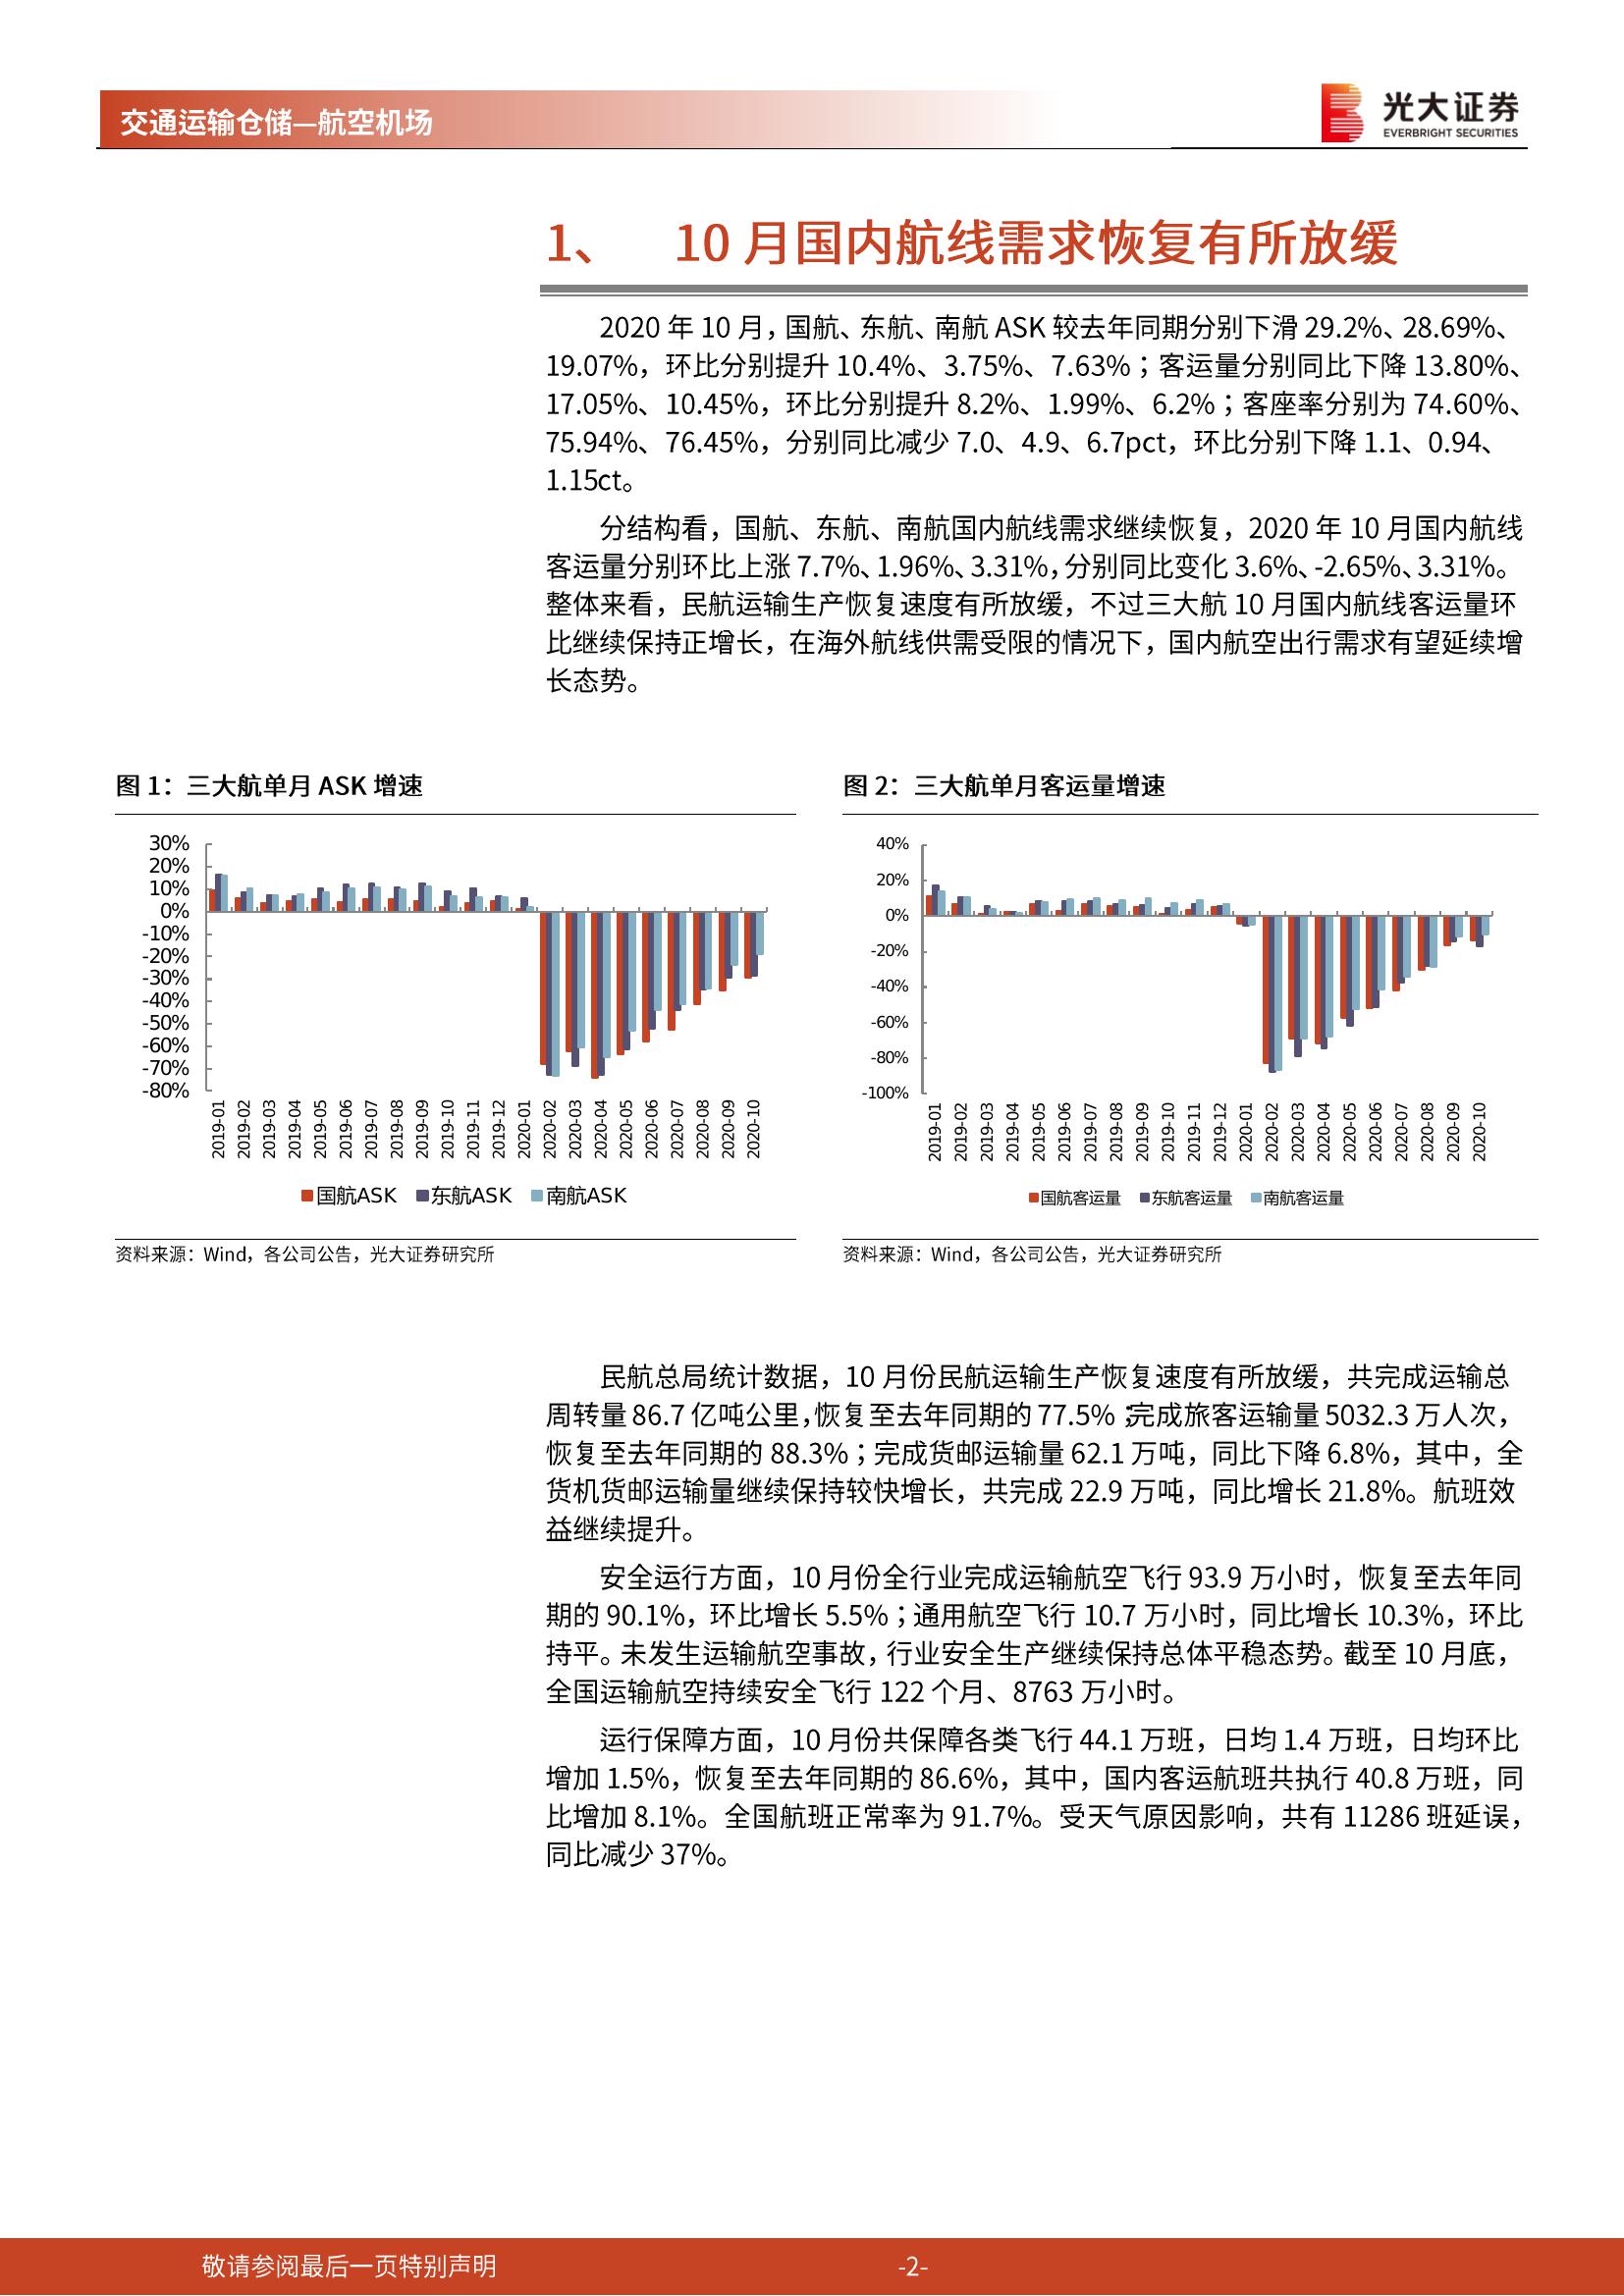 交通运输仓储—航空机场
光大证券
EVERBRIGHT SECURITIES
1、 10 月国内航线需求恢复有所放缓
2020 年 10 月，国航、东航、南航 ASK 较去年同期分别下滑 29.2%、28.69%、
19.07%，环比分别提升 10.4%、3.75%、7.63%；客运量分别同比下降 13.80%、
17.05%、10.45%，环比分别提升 8.2%、1.99%、6.2%；客座率分别为 74.60%、
75.94%、76.45%，分别同比减少 7.0、4.9、6.7pct，环比分别下降 1.1、0.94、
1.15ct。
分结构看，国航、东航、南航国内航线需求继续恢复，2020 年 10 月国内航线
客运量分别环比上涨 7.7%、1.96%、3.31%，分别同比变化 3.6%、-2.65%、3.31%。
整体来看，民航运输生产恢复速度有所放缓，不过三大航 10 月国内航线客运量环
比继续保持正增长，在海外航线供需受限的情况下，国内航空出行需求有望延续增
长态势。
图 1：三大航单月 ASK 增速
30%
20%
10%
0%
-10%
-20%
-30%
-40%
-50%
-60%
-70%
-80%
2019-01
2019-02
2019-03
2019-04
2019-05
2019-06
2019-07
2019-08
2019-09
2019-10
2019-11
2019-12
2020-01
2020-02
2020-03
2020-04
2020-05
2020-06
2020-07
2020-08
2020-09
2020-10
国航ASK 东航ASK 南航ASK
资料来源：Wind，各公司公告，光大证券研究所
图 2：三大航单月客运量增速
40%
20%
0%
-20%
-40%
-60%
-80%
-100%
2019-01
2019-02
2019-03
2019-04
2019-05
2019-06
2019-07
2019-08
2019-09
2019-10
2019-11
2019-12
2020-01
2020-02
2020-03
2020-04
2020-05
2020-06
2020-07
2020-08
2020-09
2020-10
国航客运量 东航客运量 南航客运量
资料来源：Wind，各公司公告，光大证券研究所
民航总局统计数据，10 月份民航运输生产恢复速度有所放缓，共完成运输总
周转量 86.7 亿吨公里，恢复至去年同期的 77.5%；完成旅客运输量 5032.3 万人次，
恢复至去年同期的 88.3%；完成货邮运输量 62.1 万吨，同比下降 6.8%，其中，全
货机货邮运输量继续保持较快增长，共完成 22.9 万吨，同比增长 21.8%。航班效
益继续提升。
安全运行方面，10 月份全行业完成运输航空飞行 93.9 万小时，恢复至去年同
期的 90.1%，环比增长 5.5%；通用航空飞行 10.7 万小时，同比增长 10.3%，环比
持平。未发生运输航空事故，行业安全生产继续保持总体平稳态势。截至 10 月底，
全国运输航空持续安全飞行 122 个月、8763 万小时。
运行保障方面，10 月份共保障各类飞行 44.1 万班，日均 1.4 万班，日均环比
增加 1.5%，恢复至去年同期的 86.6%，其中，国内客运航班共执行 40.8 万班，同
比增加 8.1%。全国航班正常率为 91.7%。受天气原因影响，共有 11286 班延误，
同比减少 37%。
敬请参阅最后一页特别声明
-2-